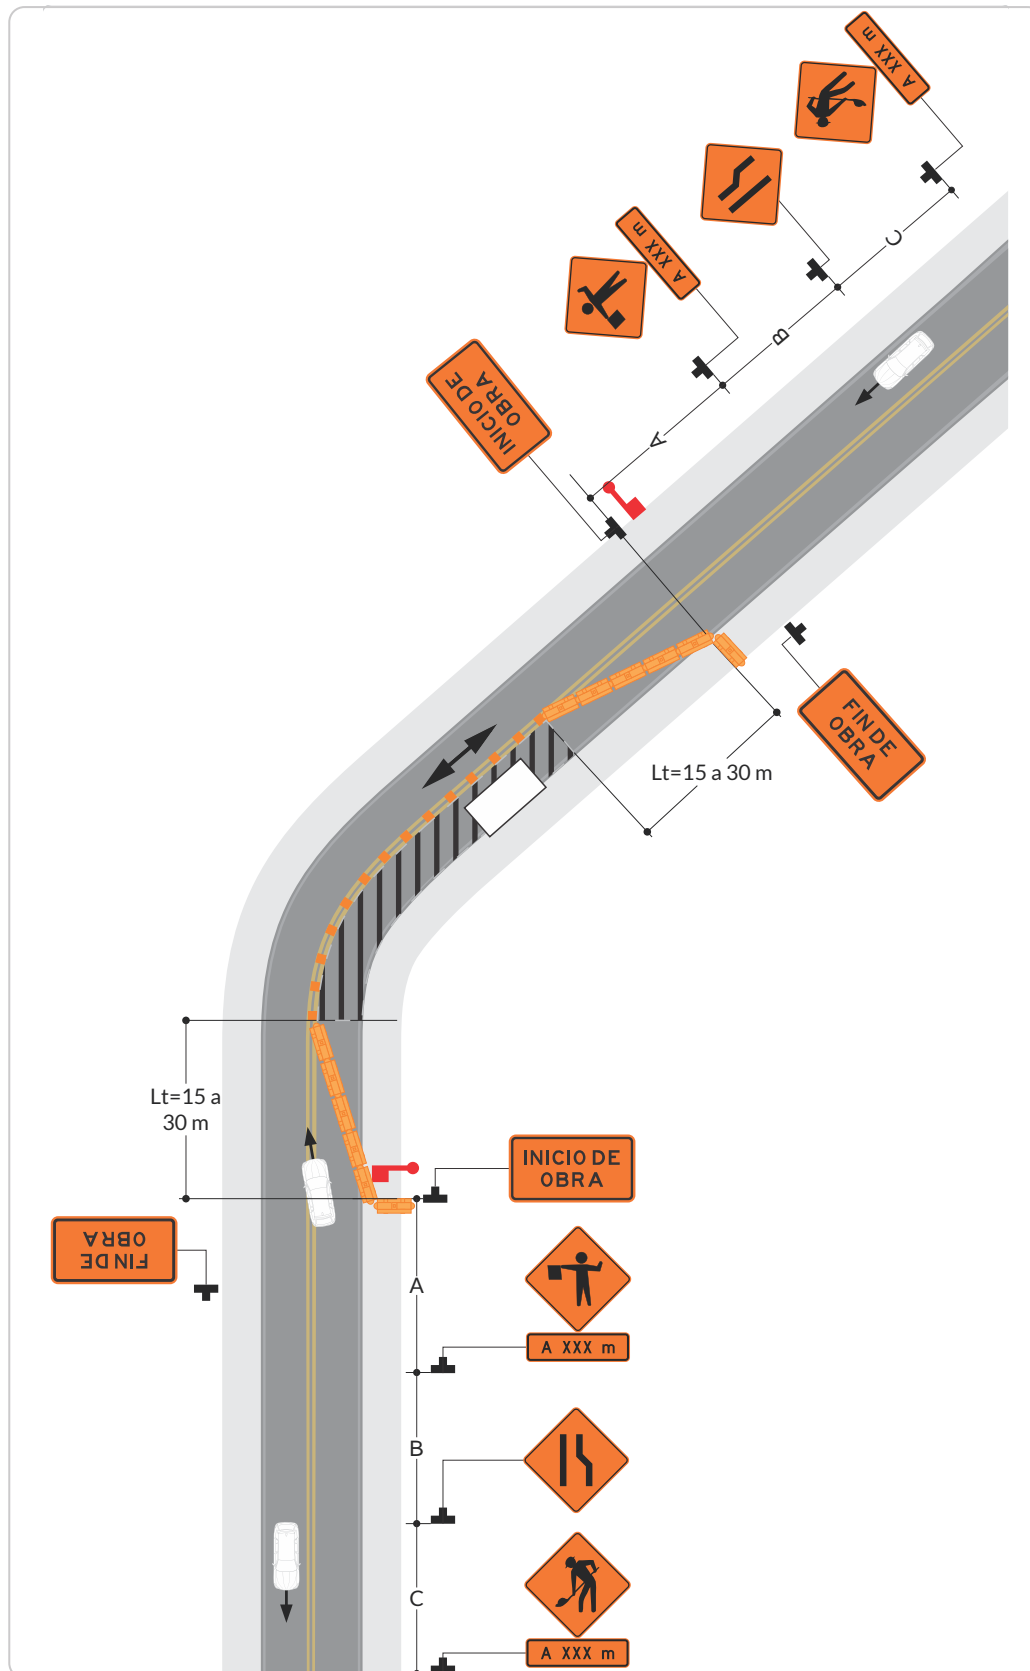 A XXX m
C
A XXX m
B
INICIO DE
OBRA
A
FIN DE
OBRA
Lt=15 a 30 m
Lt=15 a
30 m
INICIO DE
OBRA
FIN DE
OBRA
A
A XXX m
B
C
A XXX m